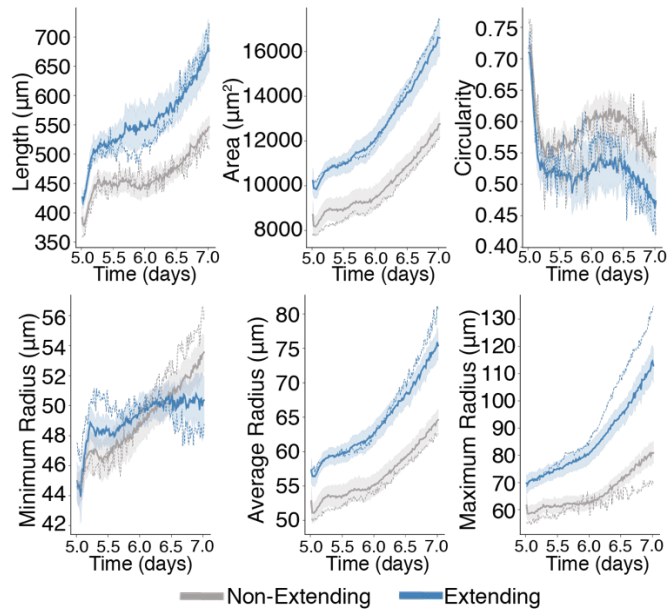 Length (µm)
700
650
600
550
500
450
400
350
5.0 5.5 6.0 6.5 7.0
Time (days)
Area (µm²)
16000
14000
12000
10000
8000
5.0 5.5 6.0 6.5 7.0
Time (days)
Circularity
0.75
0.70
0.65
0.60
0.55
0.50
0.45
0.40
5.0 5.5 6.0 6.5 7.0
Time (days)
Minimum Radius (µm)
56
54
52
50
48
46
44
42
5.0 5.5 6.0 6.5 7.0
Time (days)
Average Radius (µm)
80
75
70
65
60
55
50
5.0 5.5 6.0 6.5 7.0
Time (days)
Maximum Radius (µm)
130
120
110
100
90
80
70
60
5.0 5.5 6.0 6.5 7.0
Time (days)
Non-Extending
Extending